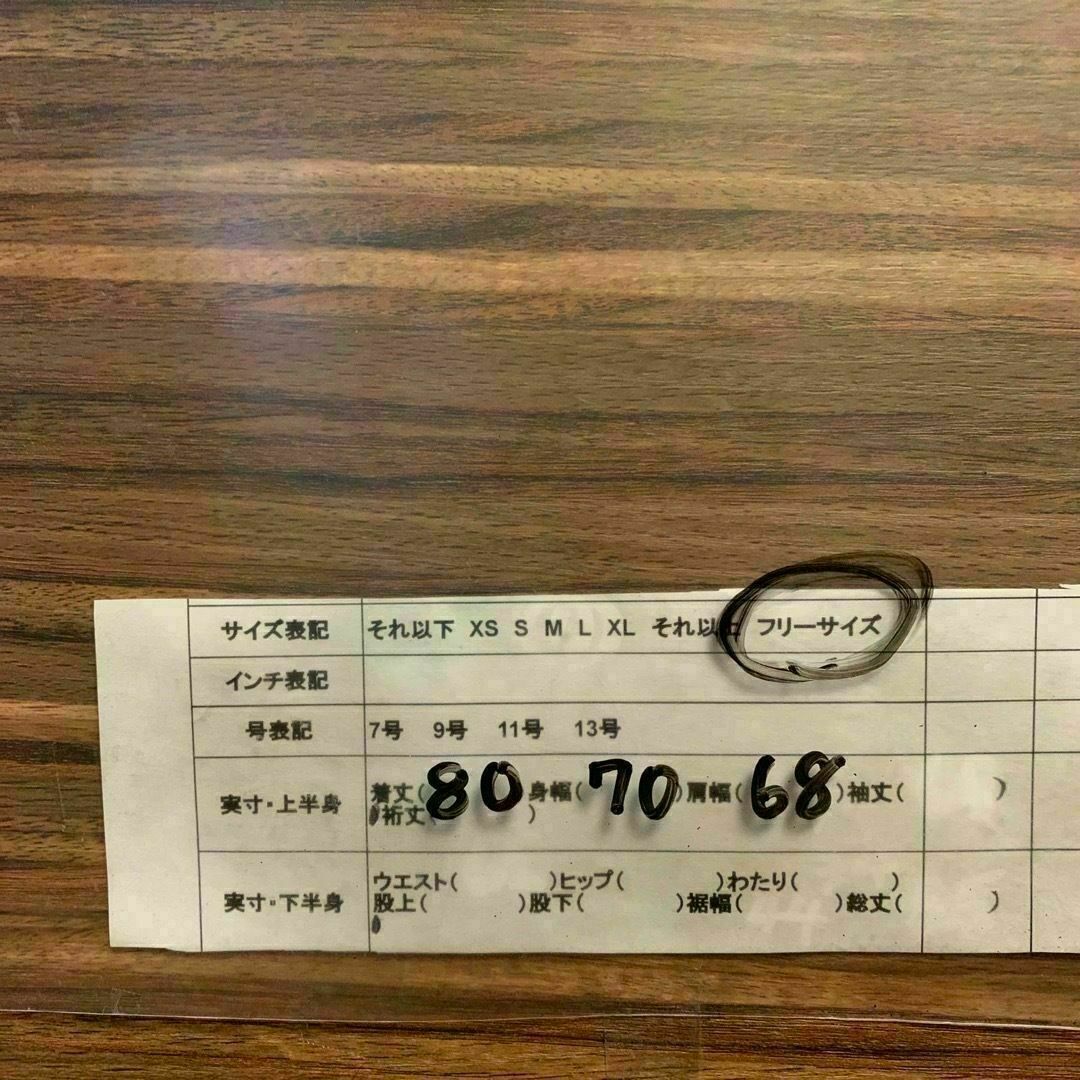 サイズ表記 それ以下 XS S M L XL それ以上 フリーサイズ
インチ表記
号表記 7号 9号 11号 13号
実寸・上半身 着丈(80 身幅(70)肩幅(68)袖丈( )
裄丈( )
実寸・下半身 ウエスト( )ヒップ( )わたり( )
股上( )股下( )裾幅( )総丈( )